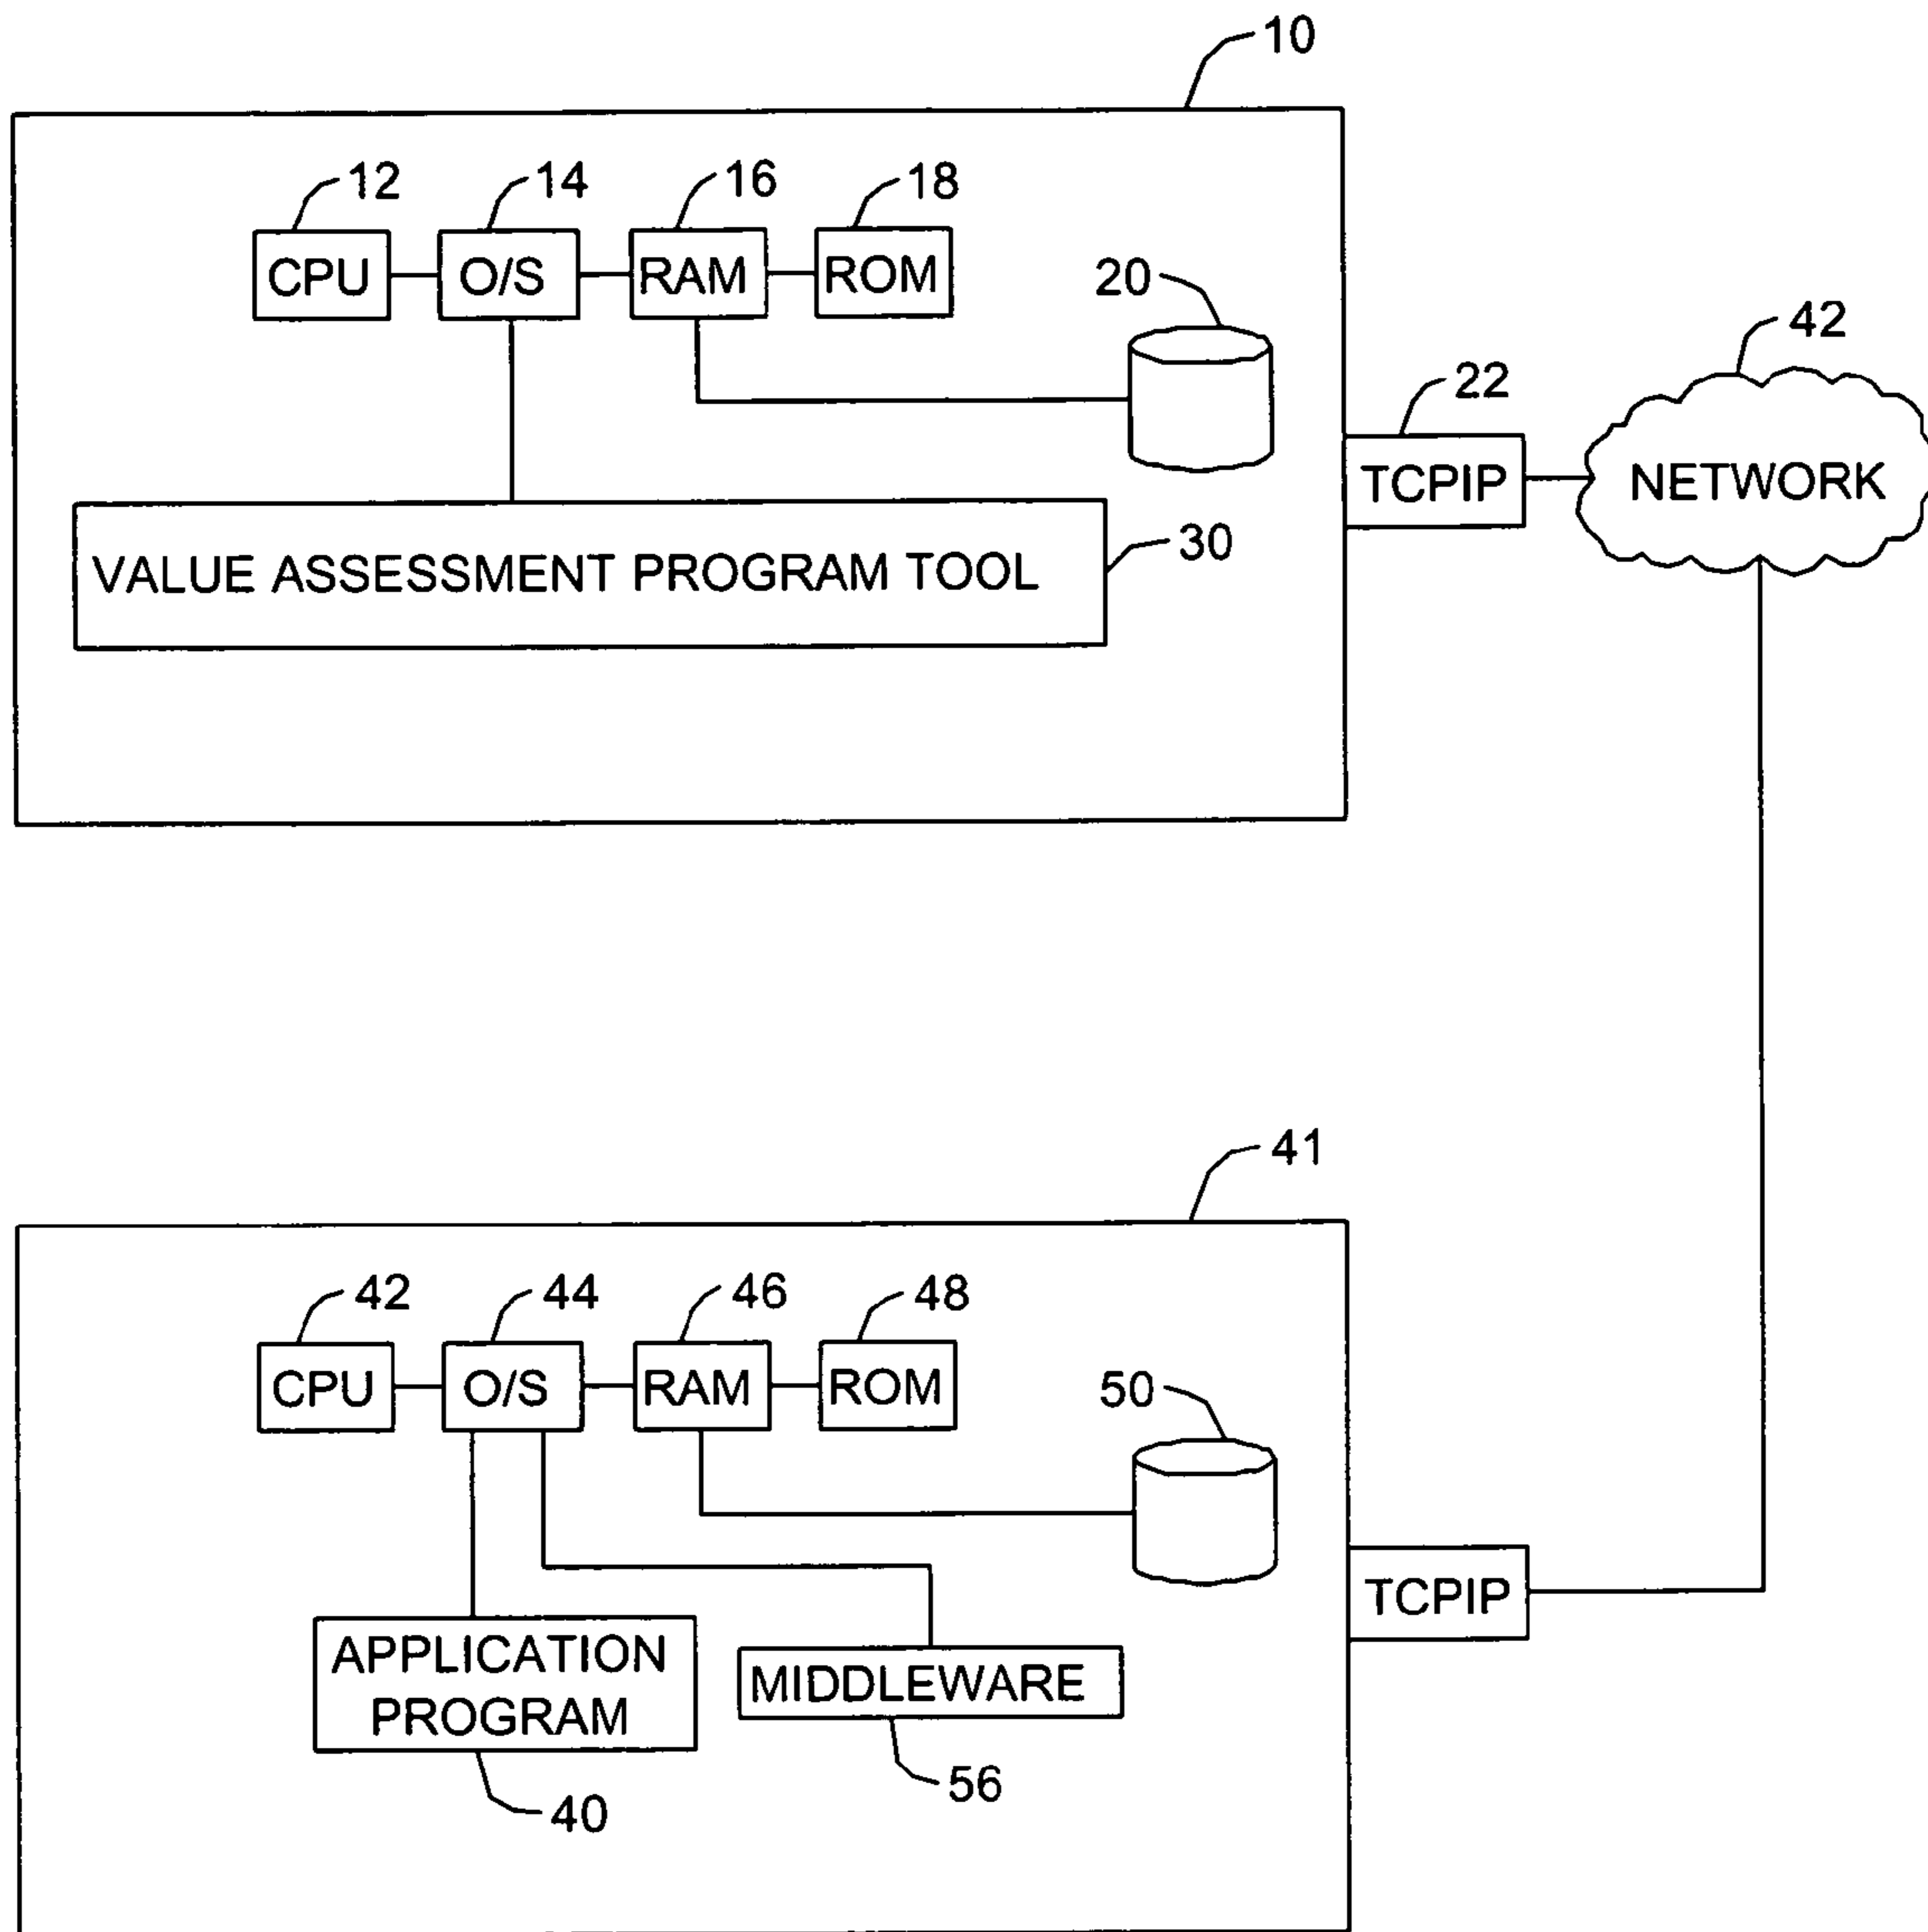 10
12
14
16
18
CPU
O/S
RAM
ROM
20
42
22
TCPIP
NETWORK
VALUE ASSESSMENT PROGRAM TOOL
30
41
42
44
46
48
CPU
O/S
RAM
ROM
50
TCPIP
APPLICATION
PROGRAM
MIDDLEWARE
56
40